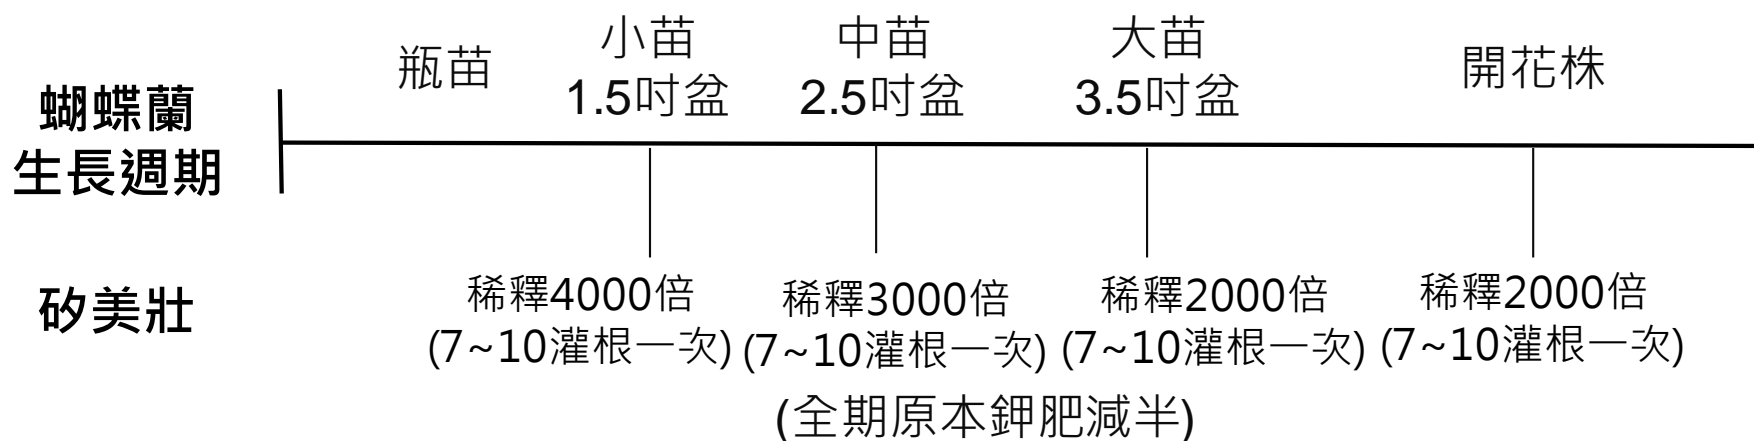 蝴蝶蘭
生長週期
瓶苗
小苗
1.5吋盆
中苗
2.5吋盆
大苗
3.5吋盆
開花株
矽美壯
稀釋4000倍
(7~10灌根一次)
稀釋3000倍
(7~10灌根一次)
稀釋2000倍
(7~10灌根一次)
稀釋2000倍
(7~10灌根一次)
(全期原本鉀肥減半)